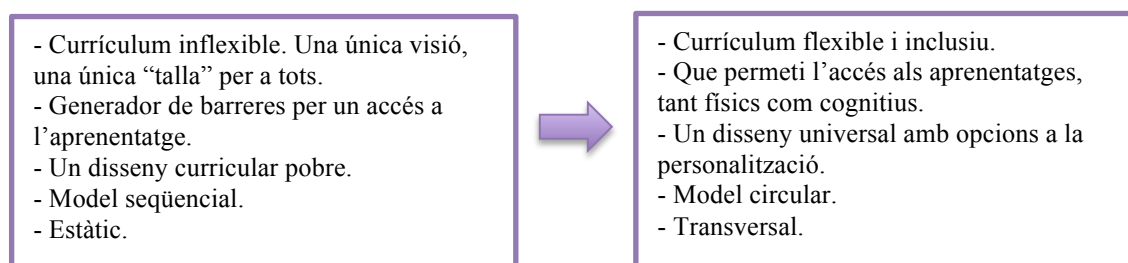 - Currículum inflexible. Una única visió,
una única “talla” per a tots.
- Generador de barreres per un accés a
l’aprenentatge.
- Un disseny curricular pobre.
- Model seqüencial.
- Estàtic.
- Currículum flexible i inclusiu.
- Que permeti l’accés als aprenentatges,
tant físics com cognitius.
- Un disseny universal amb opcions a la
personalització.
- Model circular.
- Transversal.